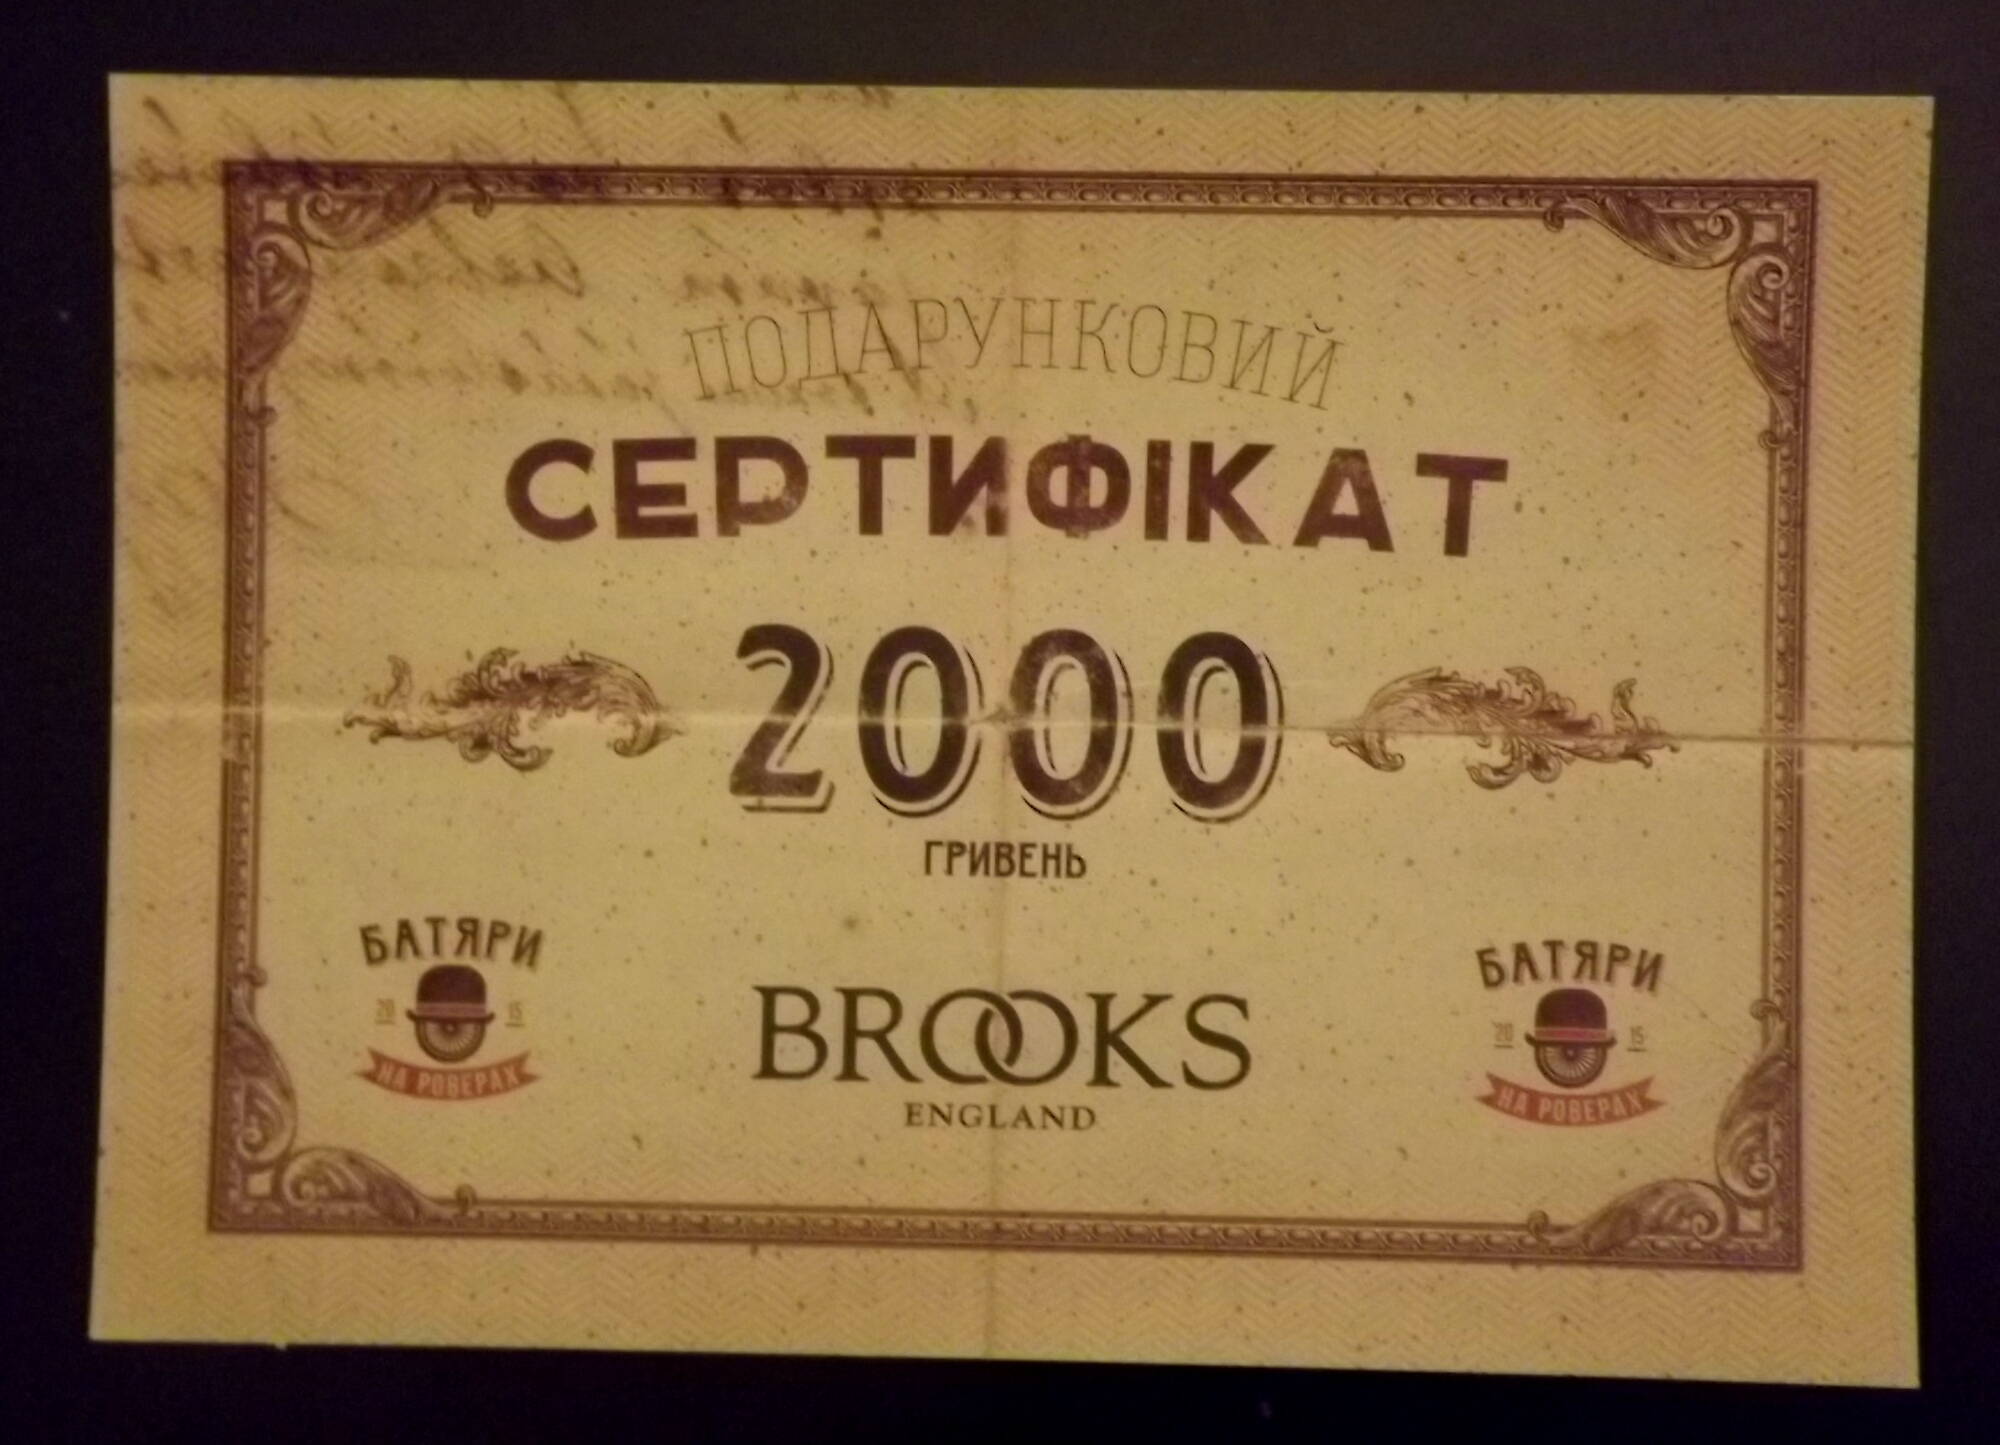 ПОДАРУНКОВИЙ
СЕРТИФІКАТ
2000
ГРИВЕНЬ
БАТЯРИ
20 15
НА РОВЕРАХ
BROOKS
ENGLAND
БАТЯРИ
20 15
НА РОВЕРАХ